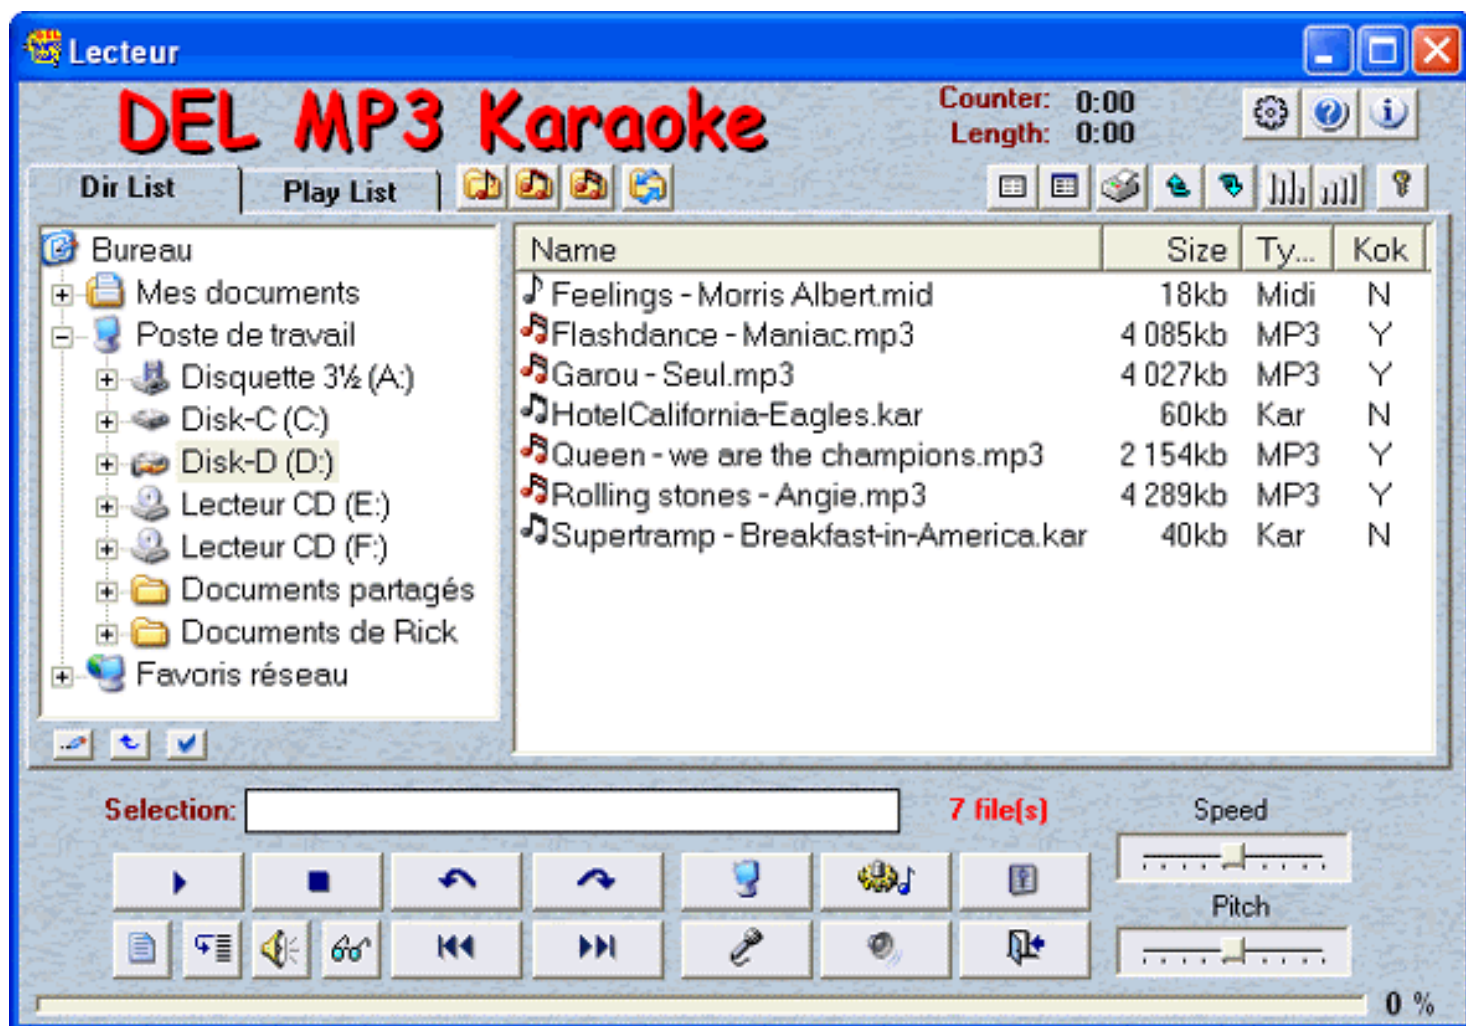 Lecteur
DEL MP3 Karaoke
Counter: 0:00
Length: 0:00
Dir List Play List
Bureau
Mes documents
Poste de travail
Disquette 3½ (A:)
Disk-C (C:)
Disk-D (D:)
Lecteur CD (E:)
Lecteur CD (F:)
Documents partagés
Documents de Rick
Favoris réseau
Name Size Ty... Kok
Feelings - Morris Albert.mid 18kb Midi N
Flashdance - Maniac.mp3 4 085kb MP3 Y
Garou - Seul.mp3 4 027kb MP3 Y
HotelCalifornia-Eagles.kar 60kb Kar N
Queen - we are the champions.mp3 2 154kb MP3 Y
Rolling stones - Angie.mp3 4 289kb MP3 Y
Supertramp - Breakfast-in-America.kar 40kb Kar N
Selection: 7 file(s)
Speed
Pitch
0 %